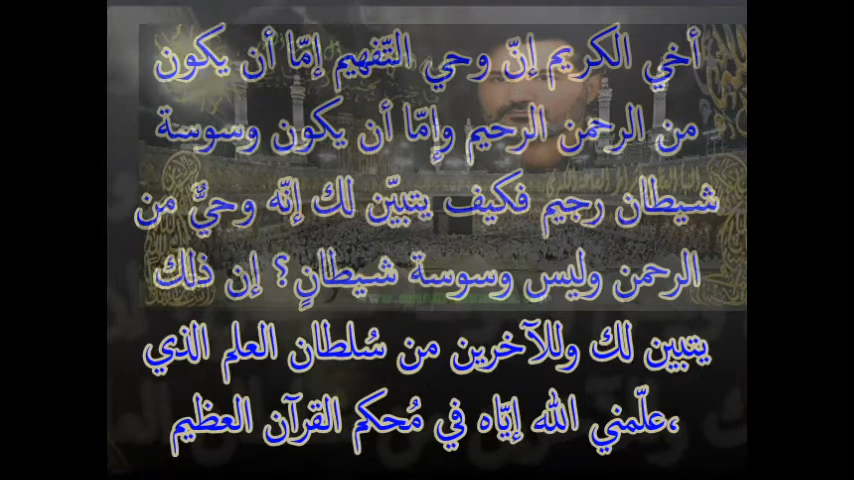 أخي الكريم إنّ وحي التّفهيم إمّا أن يكون
من الرحمن الرحيم وإمّا أن يكون وسوسة
شيطان رجيم فكيف يتبيّن لك إنّه وحيٌّ من
الرحمن وليس وسوسة شيطانٍ؟ إن ذلك
يتبين لك وللآخرين من سُلطان العلم الذي
علّمني الله إيّاه في مُحكم القرآن العظيم،